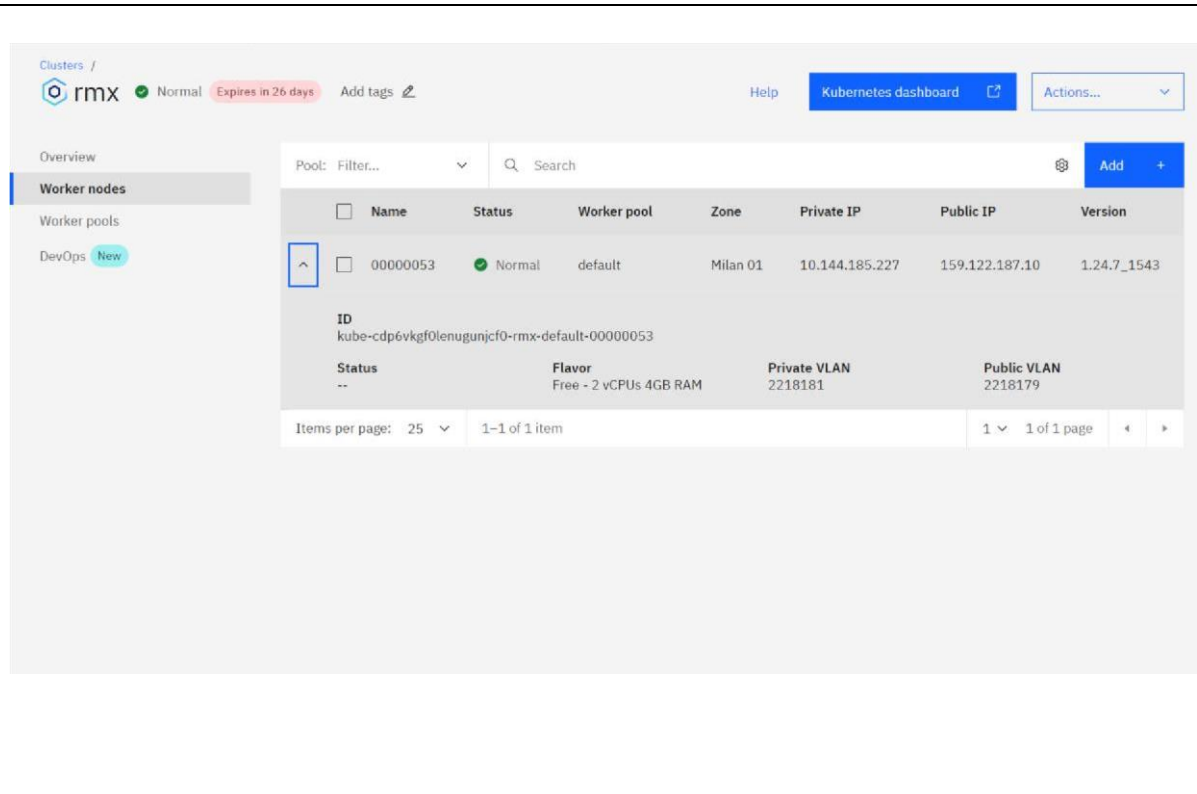 Clusters /
rmx Normal Expires in 26 days Add tags Help Kubernetes dashboard Actions...
Overview
Worker nodes
Worker pools
DevOps New
Pool: Filter... Search Add +
Name Status Worker pool Zone Private IP Public IP Version
00000053 Normal default Milan 01 10.144.185.227 159.122.187.10 1.24.7_1543
ID
kube-cdp6vkgf0lenugunjcf0-rmx-default-00000053
Status Flavor Private VLAN Public VLAN
-- Free - 2 vCPUs 4GB RAM 2218181 2218179
Items per page: 25 1–1 of 1 item 1 1 of 1 page